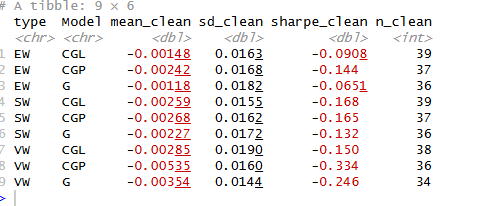 # A tibble: 9 × 6
type Model mean_clean sd_clean sharpe_clean n_clean
<chr> <chr> <dbl> <dbl> <dbl> <int>
1 EW CGL -0.00148 0.0163 -0.0908 39
2 EW CGP -0.00242 0.0168 -0.144 37
3 EW G -0.00118 0.0182 -0.0651 36
4 SW CGL -0.00259 0.0155 -0.168 39
5 SW CGP -0.00268 0.0162 -0.165 37
6 SW G -0.00227 0.0172 -0.132 36
7 VW CGL -0.00285 0.0190 -0.150 38
8 VW CGP -0.00535 0.0160 -0.334 36
9 VW G -0.00354 0.0144 -0.246 34
>